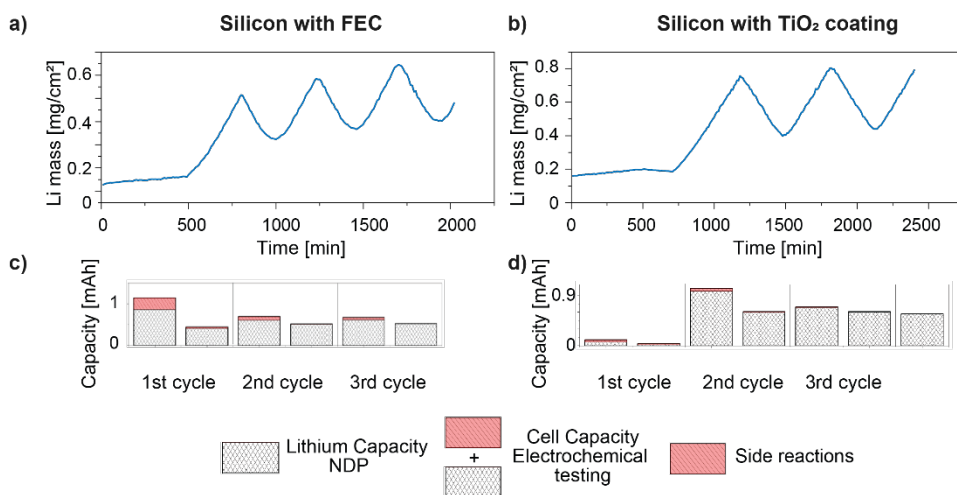 a)
Silicon with FEC
Li mass [mg/cm²]
0.6
0.4
0.2
0
0
500
1000
1500
2000
Time [min]
b)
Silicon with TiO₂ coating
Li mass [mg/cm²]
0.8
0.6
0.4
0.2
0
0
500
1000
1500
2000
2500
Time [min]
c)
Capacity [mAh]
1
0
1st cycle
2nd cycle
3rd cycle
d)
Capacity [mAh]
0.9
0
1st cycle
2nd cycle
3rd cycle
Lithium Capacity
NDP
+
Cell Capacity
Electrochemical
testing
Side reactions